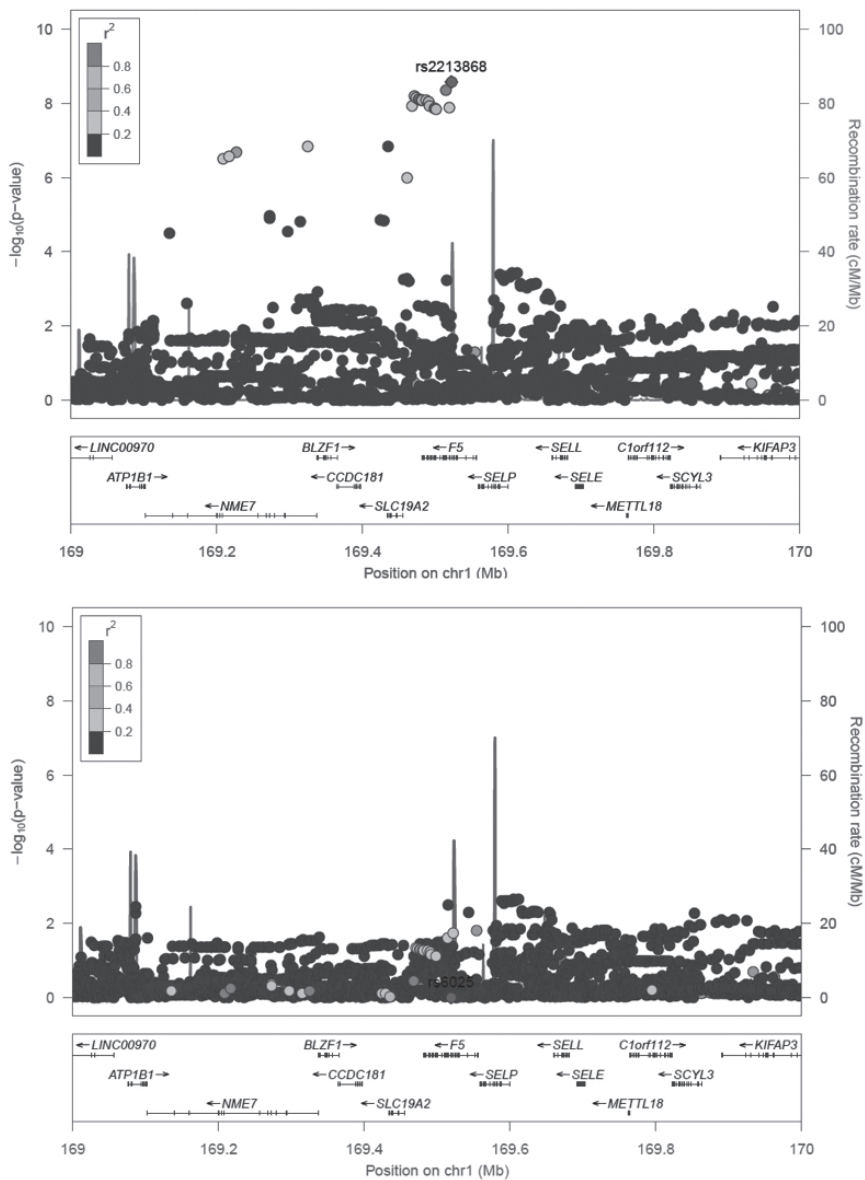 r2
0.8
0.6
0.4
0.2
rs2213868
10
8
6
4
2
0
−log10(p−value)
100
80
60
40
20
0
Recombination rate (cM/Mb)
←LINC00970 BLZF1→ ←F5 ←SELL C1orf112→ ←KIFAP3
ATP1B1→ ←CCDC181 ←SELP ←SELE ←SCYL3
←NME7 ←SLC19A2 ←METTL18
169 169.2 169.4 169.6 169.8 170
Position on chr1 (Mb)
r2
0.8
0.6
0.4
0.2
10
8
6
4
2
0
−log10(p−value)
rs6025
100
80
60
40
20
0
Recombination rate (cM/Mb)
←LINC00970 BLZF1→ ←F5 ←SELL C1orf112→ ←KIFAP3
ATP1B1→ ←CCDC181 ←SELP ←SELE ←SCYL3
←NME7 ←SLC19A2 ←METTL18
169 169.2 169.4 169.6 169.8 170
Position on chr1 (Mb)